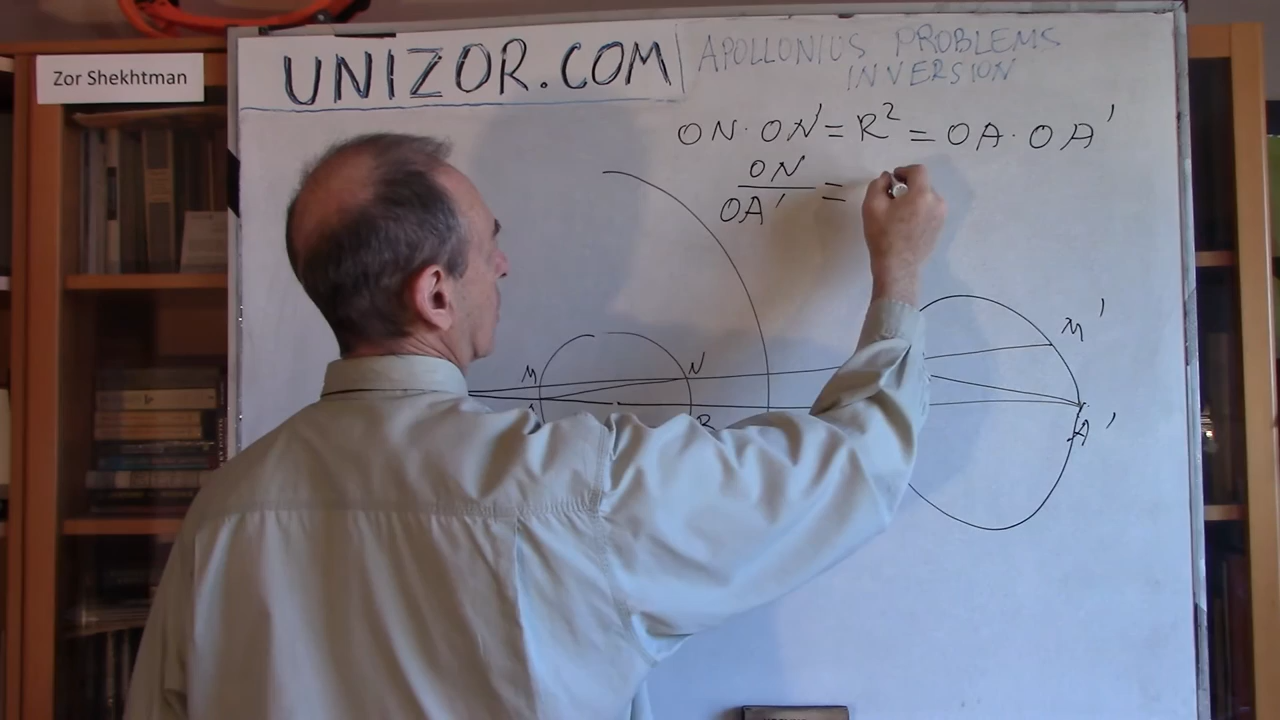 Zor Shekhtman
UNIZOR.COM
APOLLONIUS PROBLEMS
INVERSION
ON · ON' = R² = OA · OA'
ON
OA' =
M
N
B
M'
A'